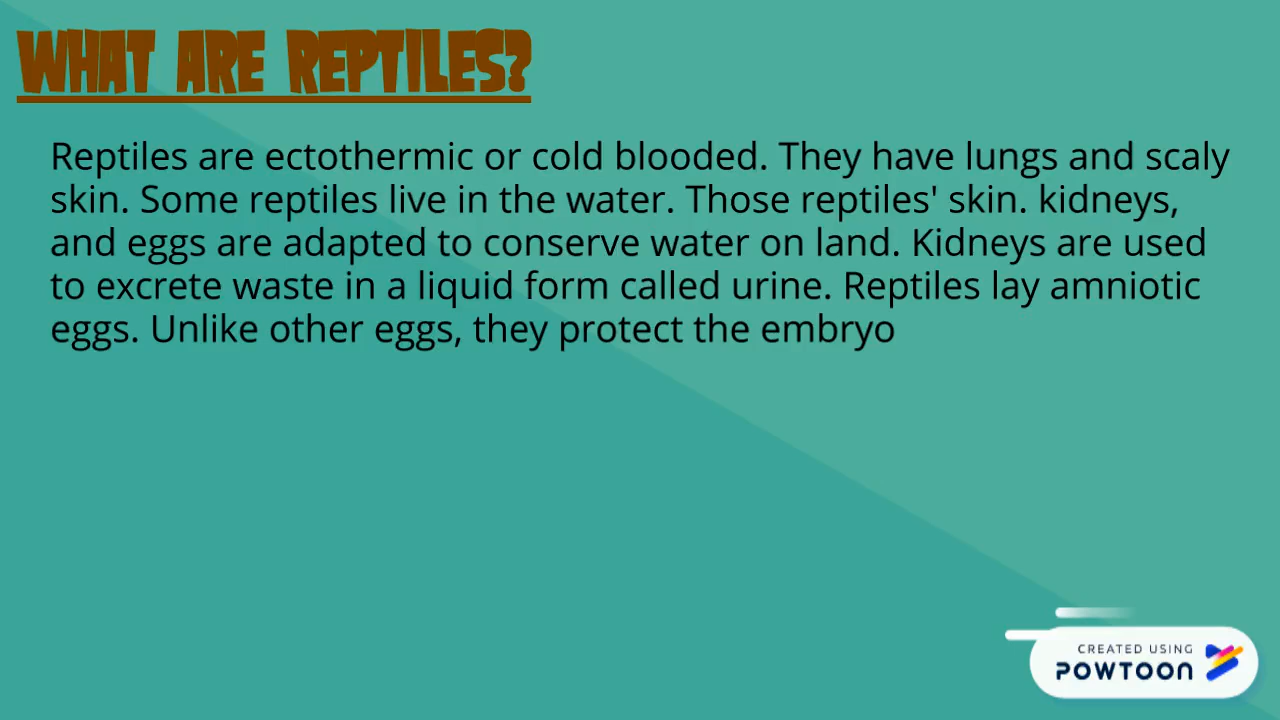 WHAT ARE REPTILES?
Reptiles are ectothermic or cold blooded. They have lungs and scaly
skin. Some reptiles live in the water. Those reptiles' skin. kidneys,
and eggs are adapted to conserve water on land. Kidneys are used
to excrete waste in a liquid form called urine. Reptiles lay amniotic
eggs. Unlike other eggs, they protect the embryo
CREATED USING
POWTOON